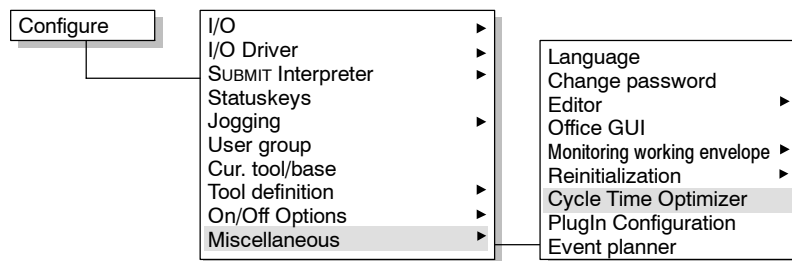 Configure
I/O
I/O Driver
SUBMIT Interpreter
Statuskeys
Jogging
User group
Cur. tool/base
Tool definition
On/Off Options
Miscellaneous
Language
Change password
Editor
Office GUI
Monitoring working envelope
Reinitialization
Cycle Time Optimizer
PlugIn Configuration
Event planner